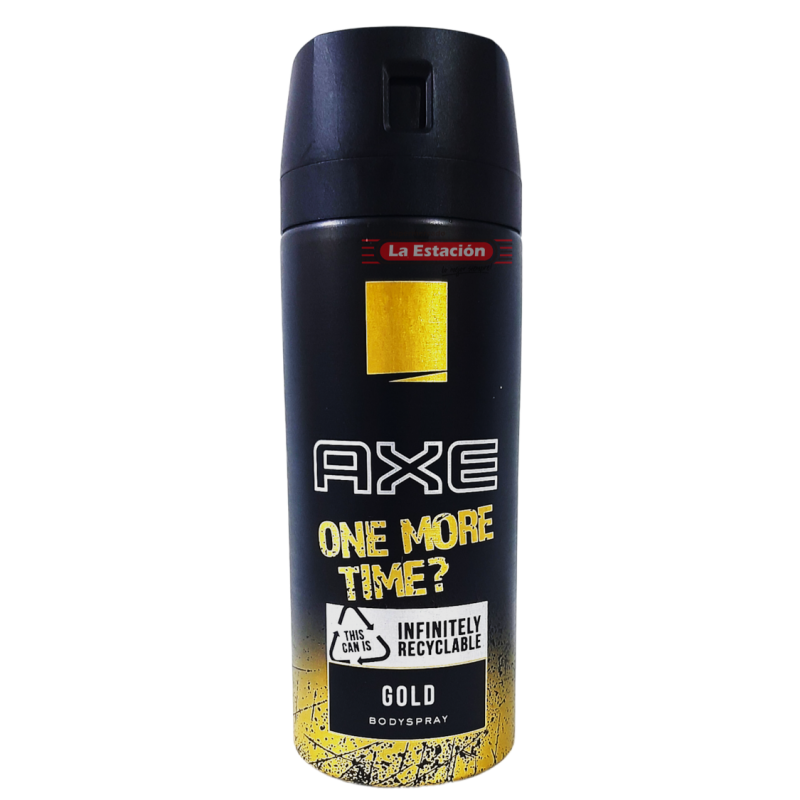 La Estación
AXE
ONE MORE
TIME?
THIS
CAN IS
INFINITELY
RECYCLABLE
GOLD
BODYSPRAY